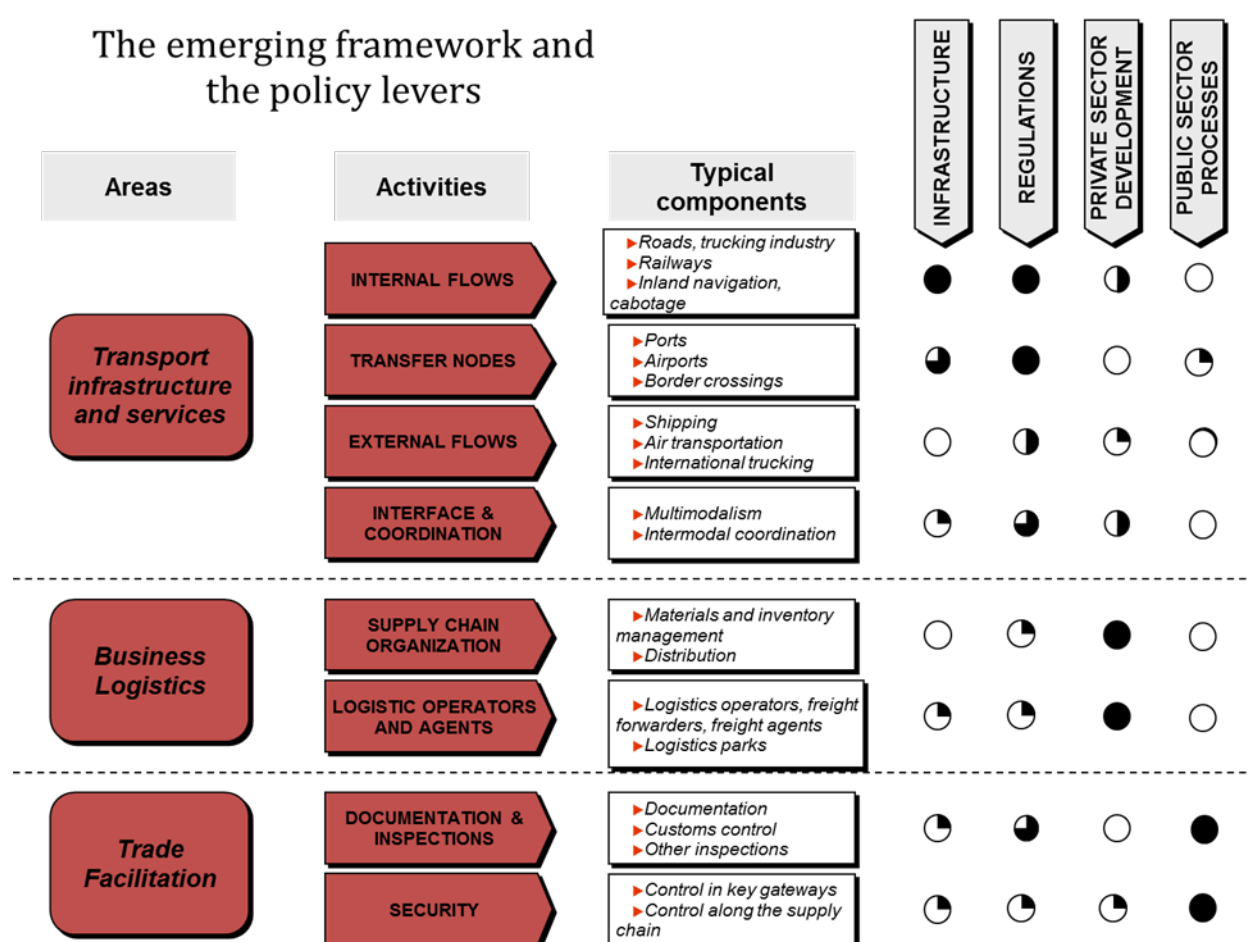 The emerging framework and
the policy levers
INFRASTRUCTURE
REGULATIONS
PRIVATE SECTOR
DEVELOPMENT
PUBLIC SECTOR
PROCESSES
Areas
Activities
Typical
components
Transport
infrastructure
and services
INTERNAL FLOWS
▶Roads, trucking industry
▶Railways
▶Inland navigation,
cabotage
TRANSFER NODES
▶Ports
▶Airports
▶Border crossings
EXTERNAL FLOWS
▶Shipping
▶Air transportation
▶International trucking
INTERFACE &
COORDINATION
▶Multimodalism
▶Intermodal coordination
Business
Logistics
SUPPLY CHAIN
ORGANIZATION
▶Materials and inventory
management
▶Distribution
LOGISTIC OPERATORS
AND AGENTS
▶Logistics operators, freight
forwarders, freight agents
▶Logistics parks
Trade
Facilitation
DOCUMENTATION &
INSPECTIONS
▶Documentation
▶Customs control
▶Other inspections
SECURITY
▶Control in key gateways
▶Control along the supply
chain